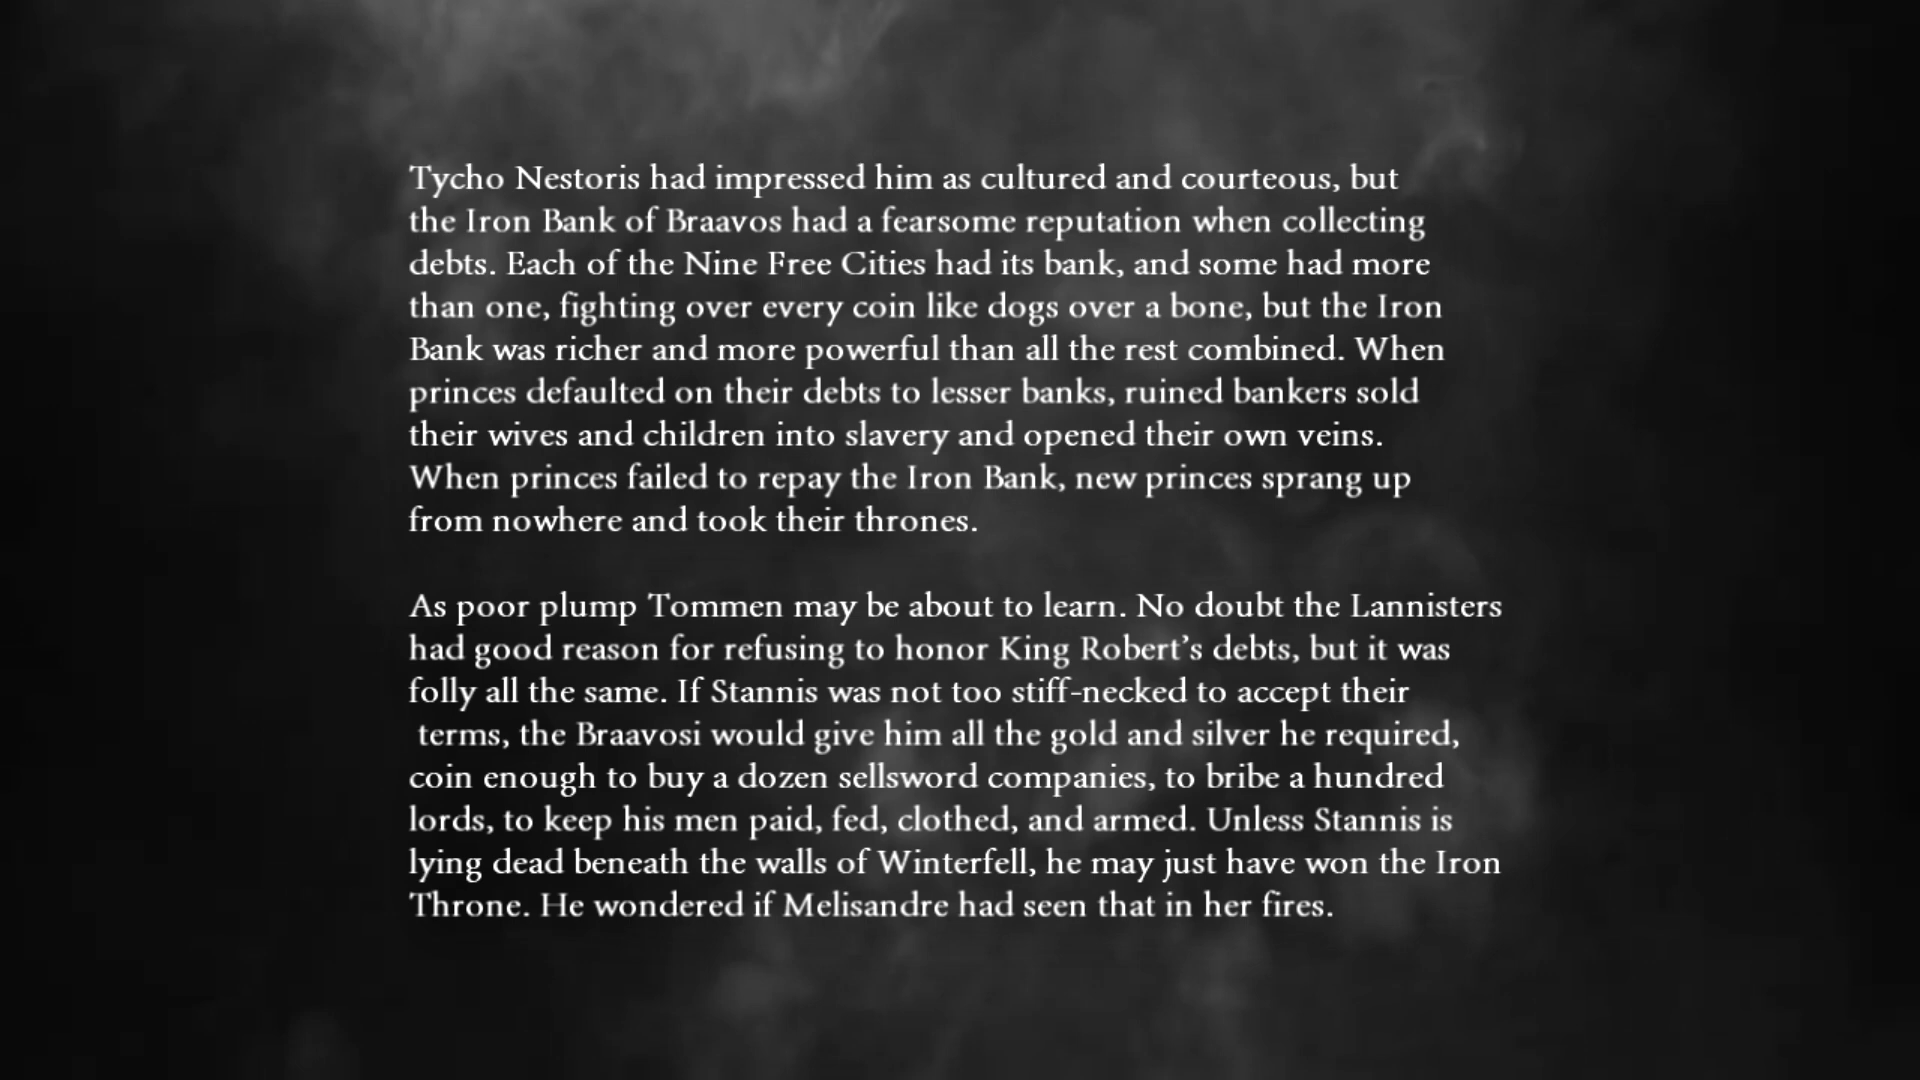 Tycho Nestoris had impressed him as cultured and courteous, but
the Iron Bank of Braavos had a fearsome reputation when collecting
debts. Each of the Nine Free Cities had its bank, and some had more
than one, fighting over every coin like dogs over a bone, but the Iron
Bank was richer and more powerful than all the rest combined. When
princes defaulted on their debts to lesser banks, ruined bankers sold
their wives and children into slavery and opened their own veins.
When princes failed to repay the Iron Bank, new princes sprang up
from nowhere and took their thrones.
As poor plump Tommen may be about to learn. No doubt the Lannisters
had good reason for refusing to honor King Robert's debts, but it was
folly all the same. If Stannis was not too stiff-necked to accept their
terms, the Braavosi would give him all the gold and silver he required,
coin enough to buy a dozen sellsword companies, to bribe a hundred
lords, to keep his men paid, fed, clothed, and armed. Unless Stannis is
lying dead beneath the walls of Winterfell, he may just have won the Iron
Throne. He wondered if Melisandre had seen that in her fires.